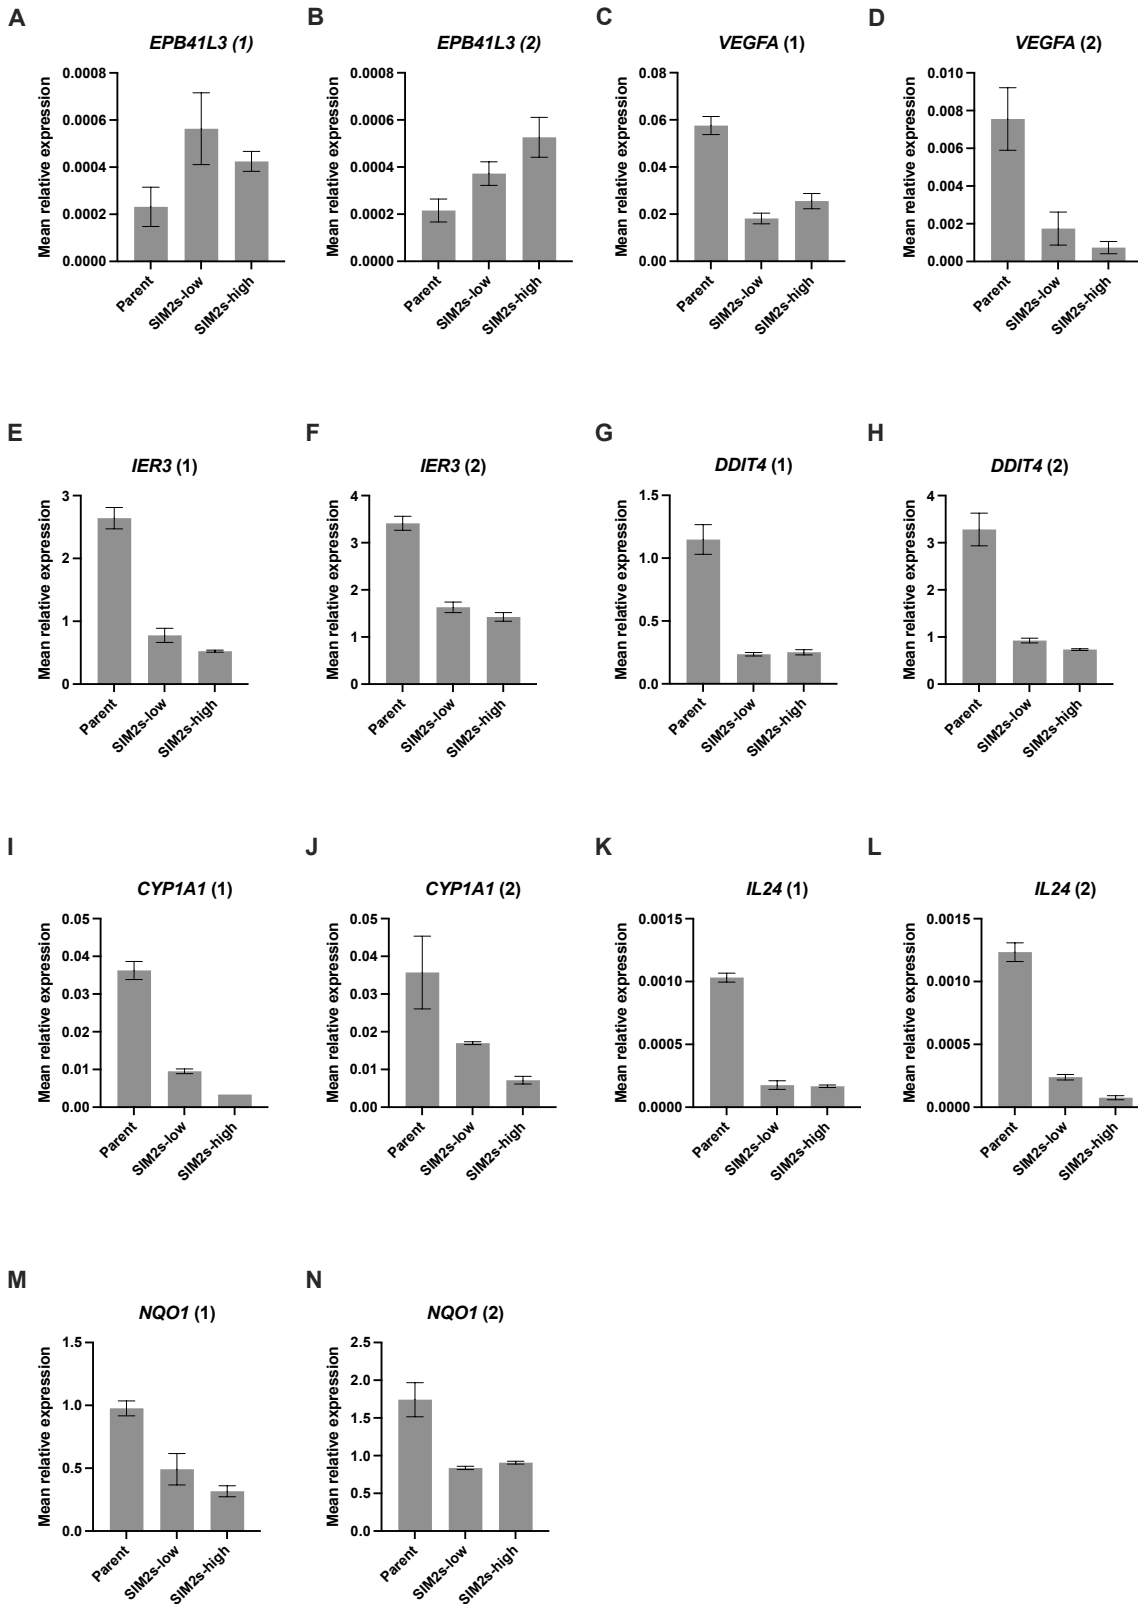 A
EPB41L3 (1)
Mean relative expression
0.0008
0.0006
0.0004
0.0002
0.0000
Parent
SIM2s-low
SIM2s-high
B
EPB41L3 (2)
Mean relative expression
0.0008
0.0006
0.0004
0.0002
0.0000
Parent
SIM2s-low
SIM2s-high
C
VEGFA (1)
Mean relative expression
0.08
0.06
0.04
0.02
0.00
Parent
SIM2s-low
SIM2s-high
D
VEGFA (2)
Mean relative expression
0.010
0.008
0.006
0.004
0.002
0.000
Parent
SIM2s-low
SIM2s-high
E
IER3 (1)
Mean relative expression
3
2
1
0
Parent
SIM2s-low
SIM2s-high
F
IER3 (2)
Mean relative expression
4
3
2
1
0
Parent
SIM2s-low
SIM2s-high
G
DDIT4 (1)
Mean relative expression
1.5
1.0
0.5
0.0
Parent
SIM2s-low
SIM2s-high
H
DDIT4 (2)
Mean relative expression
4
3
2
1
0
Parent
SIM2s-low
SIM2s-high
I
CYP1A1 (1)
Mean relative expression
0.05
0.04
0.03
0.02
0.01
0.00
Parent
SIM2s-low
SIM2s-high
J
CYP1A1 (2)
Mean relative expression
0.05
0.04
0.03
0.02
0.01
0.00
Parent
SIM2s-low
SIM2s-high
K
IL24 (1)
Mean relative expression
0.0015
0.0010
0.0005
0.0000
Parent
SIM2s-low
SIM2s-high
L
IL24 (2)
Mean relative expression
0.0015
0.0010
0.0005
0.0000
Parent
SIM2s-low
SIM2s-high
M
NQO1 (1)
Mean relative expression
1.5
1.0
0.5
0.0
Parent
SIM2s-low
SIM2s-high
N
NQO1 (2)
Mean relative expression
2.5
2.0
1.5
1.0
0.5
0.0
Parent
SIM2s-low
SIM2s-high